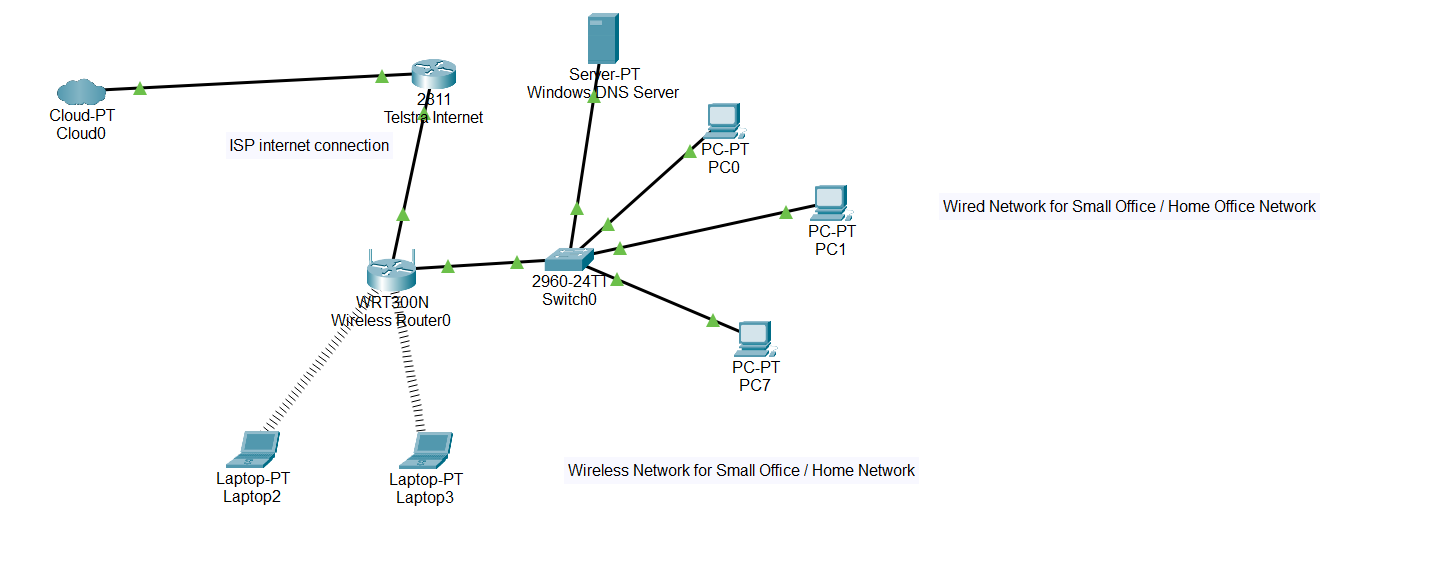 Cloud-PT
Cloud0
2811
Telstra Internet
ISP internet connection
Server-PT
Windows DNS Server
PC-PT
PC0
PC-PT
PC1
Wired Network for Small Office / Home Office Network
2960-24TT
Switch0
WRT300N
Wireless Router0
PC-PT
PC7
Laptop-PT
Laptop2
Laptop-PT
Laptop3
Wireless Network for Small Office / Home Network